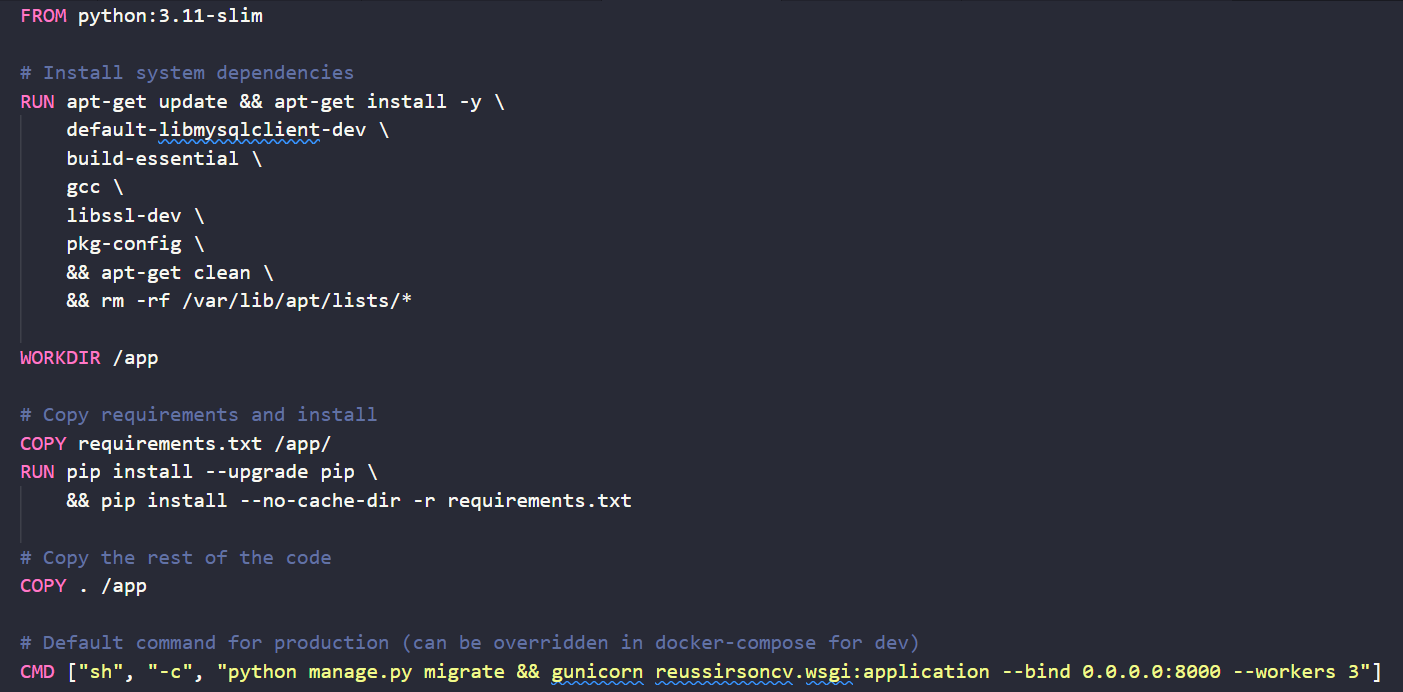 FROM python:3.11-slim
# Install system dependencies
RUN apt-get update && apt-get install -y \
default-libmysqlclient-dev \
build-essential \
gcc \
libssl-dev \
pkg-config \
&& apt-get clean \
&& rm -rf /var/lib/apt/lists/*
WORKDIR /app
# Copy requirements and install
COPY requirements.txt /app/
RUN pip install --upgrade pip \
&& pip install --no-cache-dir -r requirements.txt
# Copy the rest of the code
COPY . /app
# Default command for production (can be overridden in docker-compose for dev)
CMD ["sh", "-c", "python manage.py migrate && gunicorn reussirsoncv.wsgi:application --bind 0.0.0.0:8000 --workers 3"]